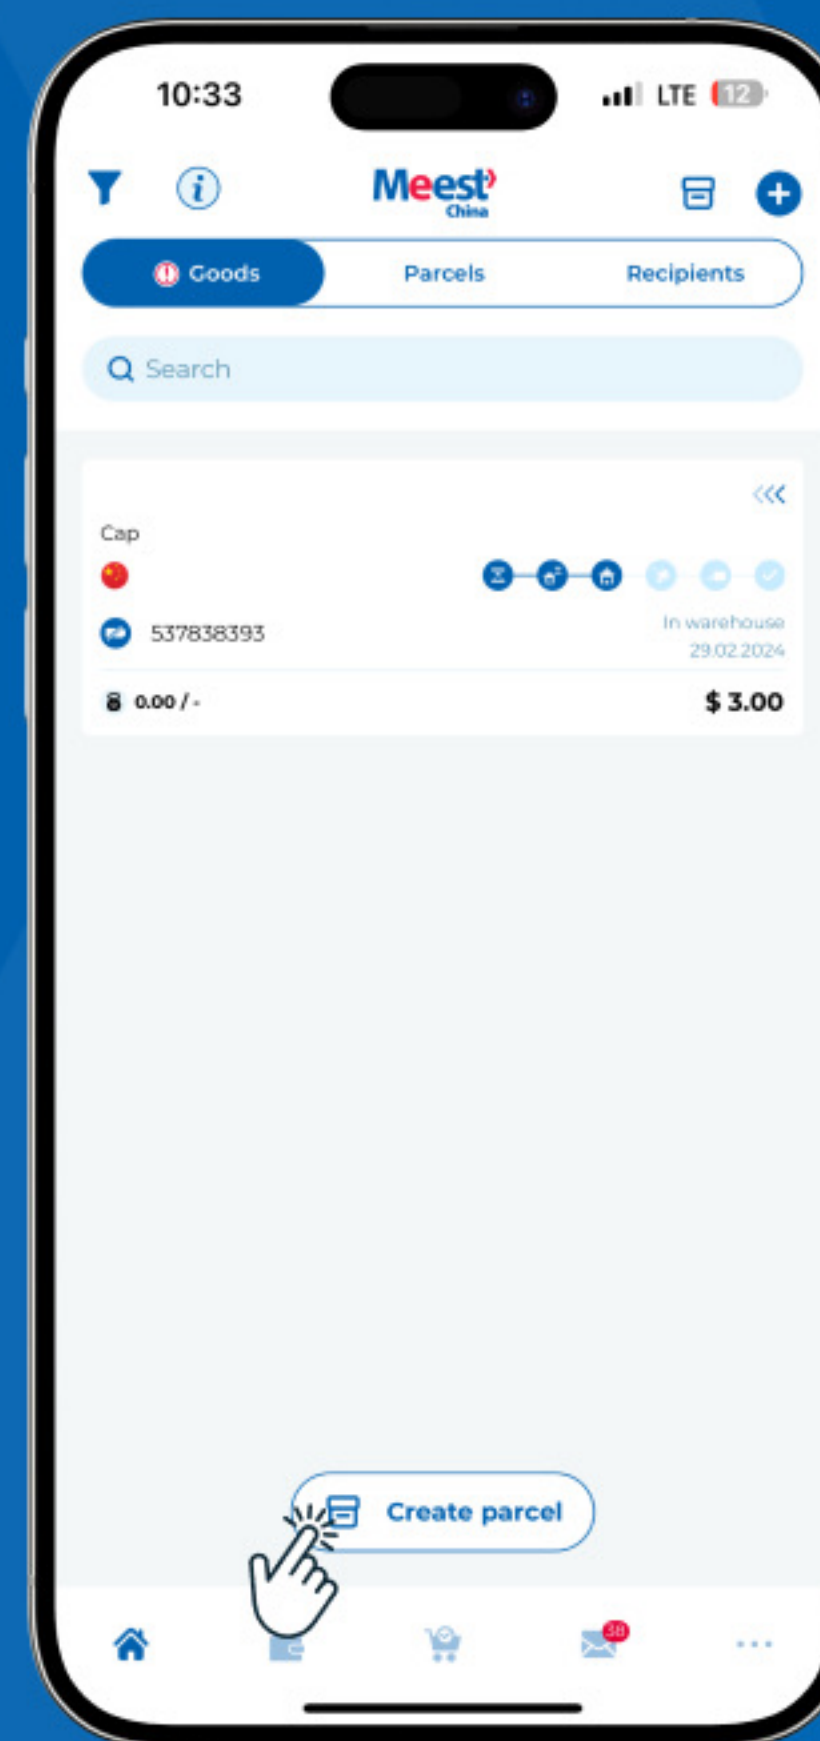 10:33
LTE 12
Meest
China
Goods Parcels Recipients
Search
Cap
537838393
In warehouse
29.02.2024
0.00 / -
$ 3.00
Create parcel
38